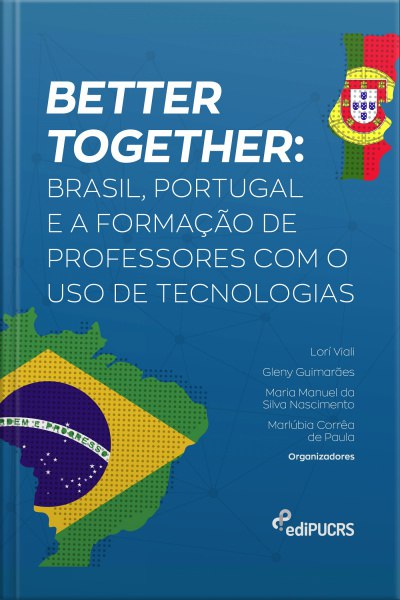 BETTER
TOGETHER:
BRASIL, PORTUGAL
E A FORMAÇÃO DE
PROFESSORES COM O
USO DE TECNOLOGIAS
Lorí Viali
Gleny Guimarães
Maria Manuel da
Silva Nascimento
Marlúbia Corrêa
de Paula
Organizadores
ORDEM E PROGRESSO
ediPUCRS